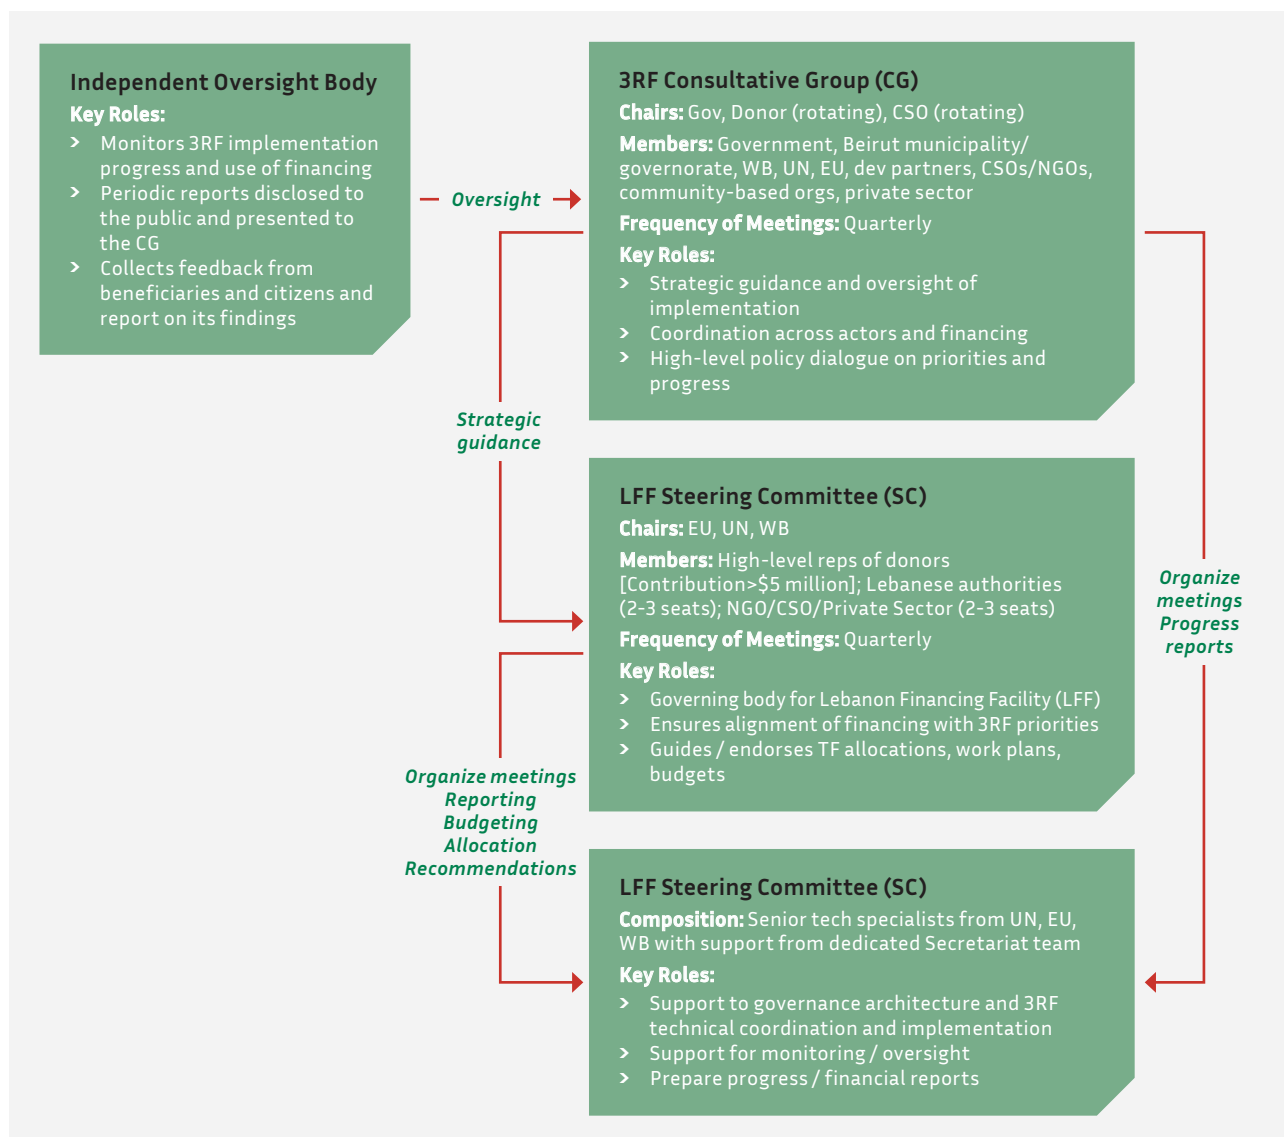 Independent Oversight Body
Key Roles:
> Monitors 3RF implementation
progress and use of financing
> Periodic reports disclosed to
the public and presented to
the CG
> Collects feedback from
beneficiaries and citizens and
report on its findings
Oversight
3RF Consultative Group (CG)
Chairs: Gov, Donor (rotating), CSO (rotating)
Members: Government, Beirut municipality/
governorate, WB, UN, EU, dev partners, CSOs/NGOs,
community-based orgs, private sector
Frequency of Meetings: Quarterly
Key Roles:
> Strategic guidance and oversight of
implementation
> Coordination across actors and financing
> High-level policy dialogue on priorities and
progress
Strategic
guidance
LFF Steering Committee (SC)
Chairs: EU, UN, WB
Members: High-level reps of donors
[Contribution>$5 million]; Lebanese authorities
(2-3 seats); NGO/CSO/Private Sector (2-3 seats)
Frequency of Meetings: Quarterly
Key Roles:
> Governing body for Lebanon Financing Facility (LFF)
> Ensures alignment of financing with 3RF priorities
> Guides / endorses TF allocations, work plans,
budgets
Organize
meetings
Progress
reports
Organize meetings
Reporting
Budgeting
Allocation
Recommendations
LFF Steering Committee (SC)
Composition: Senior tech specialists from UN, EU,
WB with support from dedicated Secretariat team
Key Roles:
> Support to governance architecture and 3RF
technical coordination and implementation
> Support for monitoring / oversight
> Prepare progress / financial reports